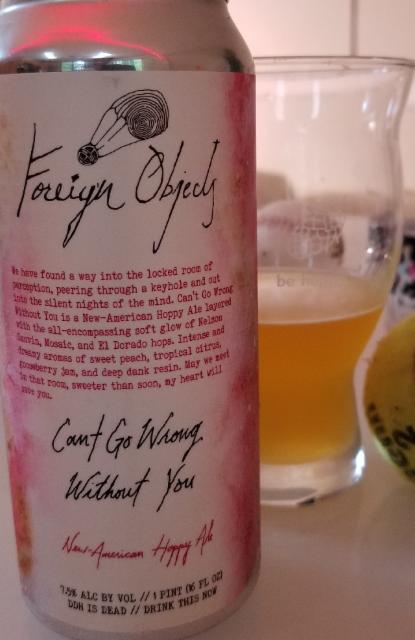 Foreign Objects
We have found a way into the locked room of
perception, peering through a keyhole and out
into the silent nights of the mind. Can't Go Wrong
Without You is a New-American Hoppy Ale layered
with the all-encompassing soft glow of Nelson
Sauvin, Mosaic, and El Dorado hops. Intense and
dreamy aromas of sweet peach, tropical citrus,
gooseberry jam, and deep dank resin. May we meet
in that room, sweeter than soon, my heart will
save you.
Can't Go Wrong
Without You
New-American Hoppy Ale
7.5% ALC BY VOL // 1 PINT (16 FL OZ)
DDH IS DEAD // DRINK THIS NOW
be